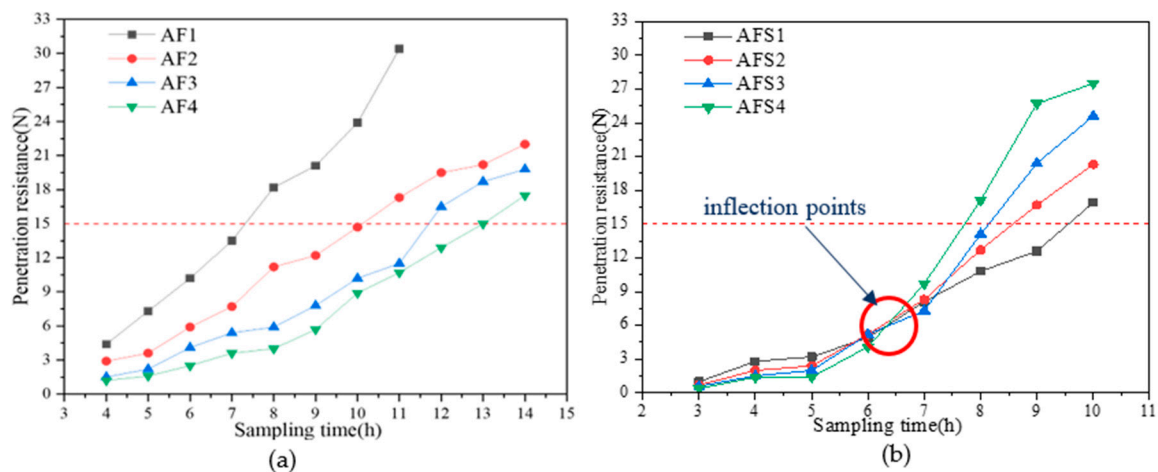 33
30
27
24
21
18
15
12
9
6
3
0
Penetration resistance(N)
AF1
AF2
AF3
AF4
3 4 5 6 7 8 9 10 11 12 13 14 15
Sampling time(h)
(a)
33
30
27
24
21
18
15
12
9
6
3
0
Penetration resistance(N)
AFS1
AFS2
AFS3
AFS4
inflection points
2 3 4 5 6 7 8 9 10 11
Sampling time(h)
(b)